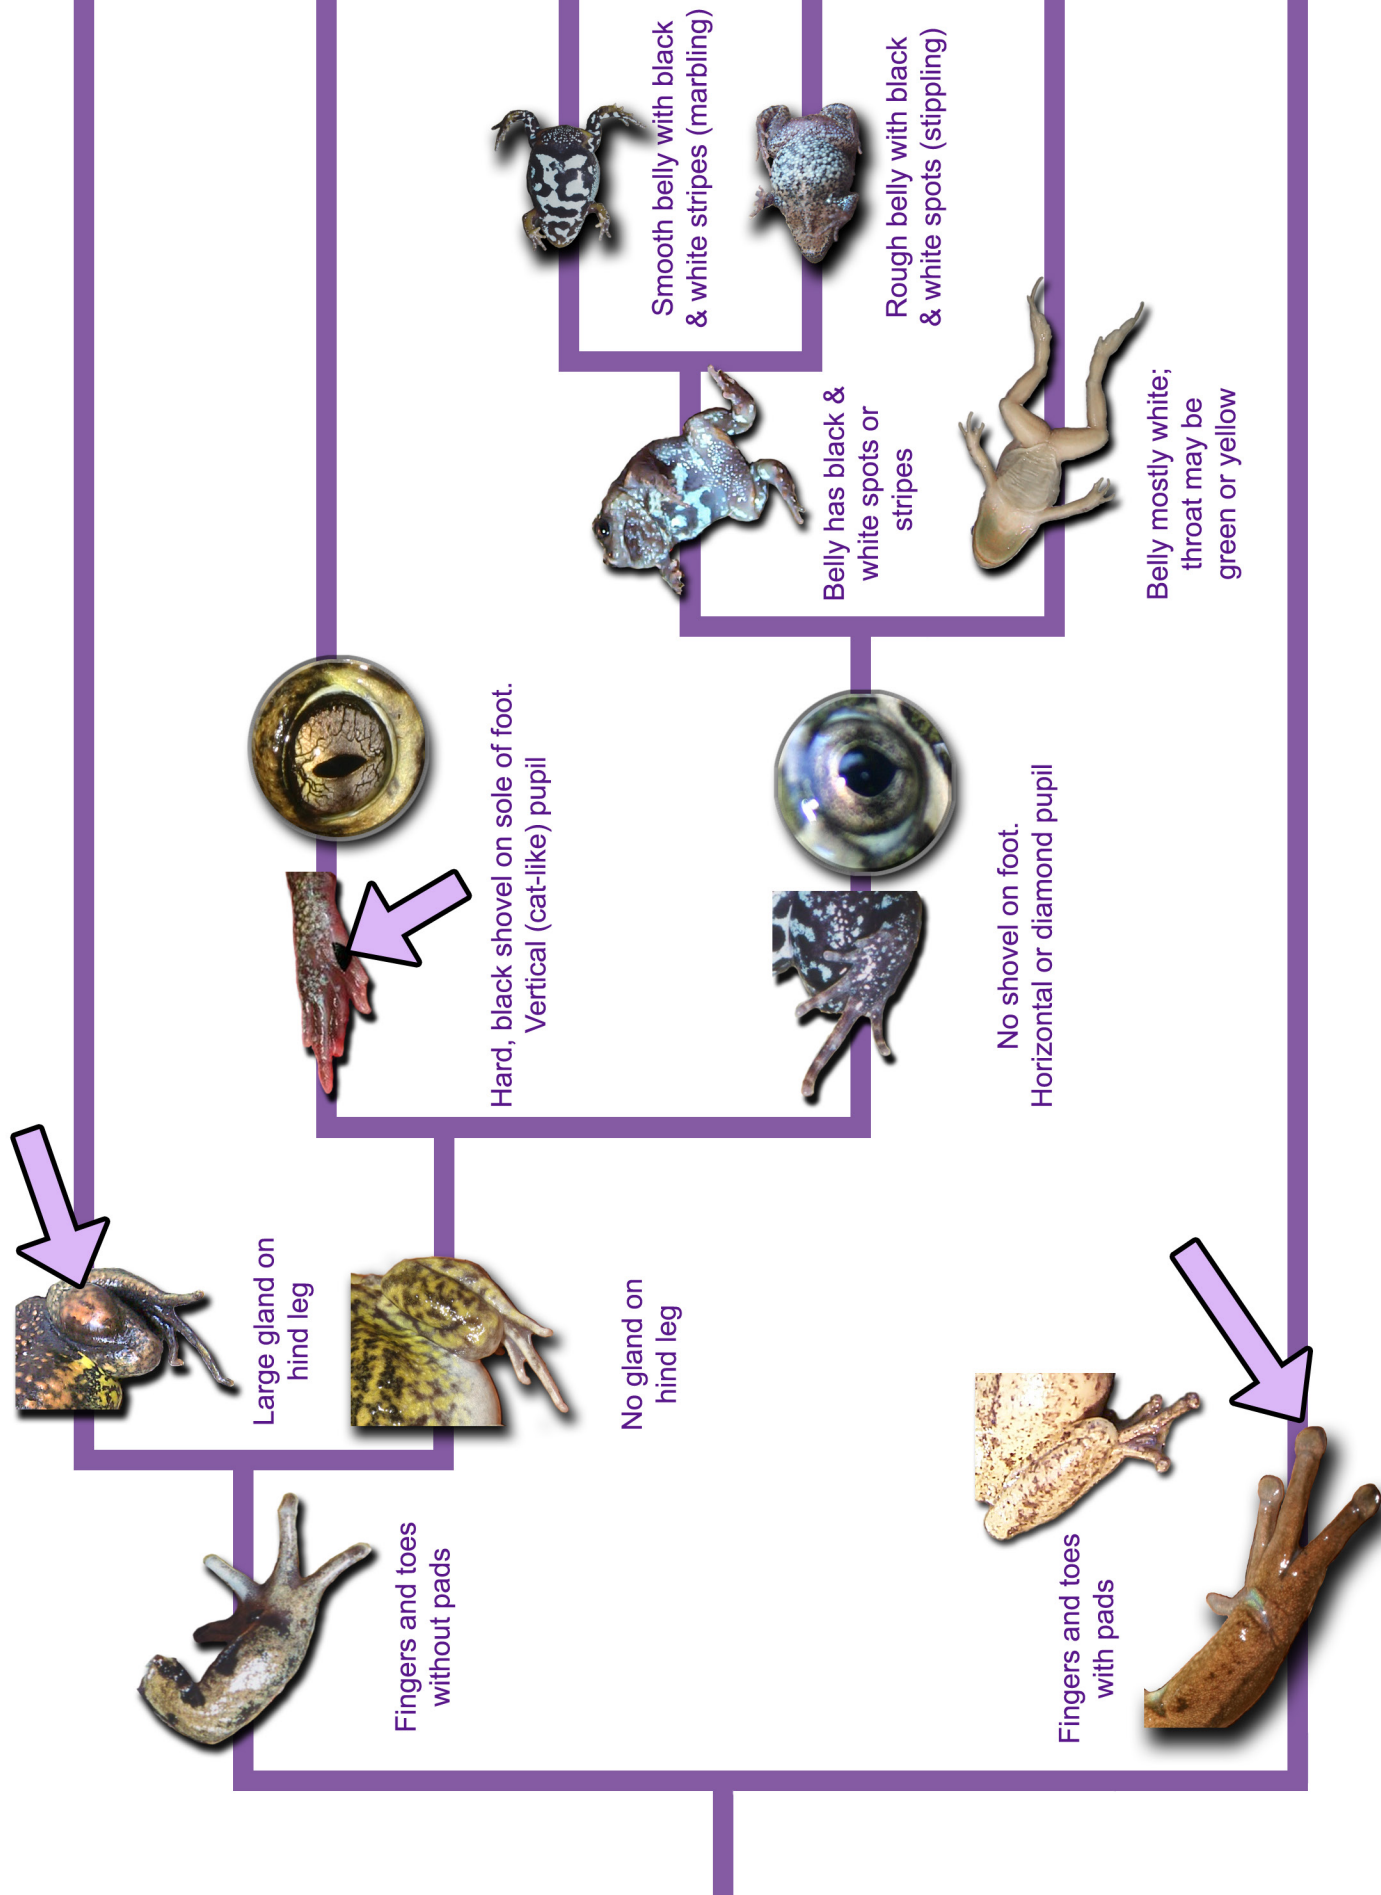 Fingers and toes
without pads
Fingers and toes
with pads
Large gland on
hind leg
No gland on
hind leg
Hard, black shovel on sole of foot.
Vertical (cat-like) pupil
No shovel on foot.
Horizontal or diamond pupil
Belly has black &
white spots or
stripes
Belly mostly white;
throat may be
green or yellow
Smooth belly with black
& white stripes (marbling)
Rough belly with black
& white spots (stippling)